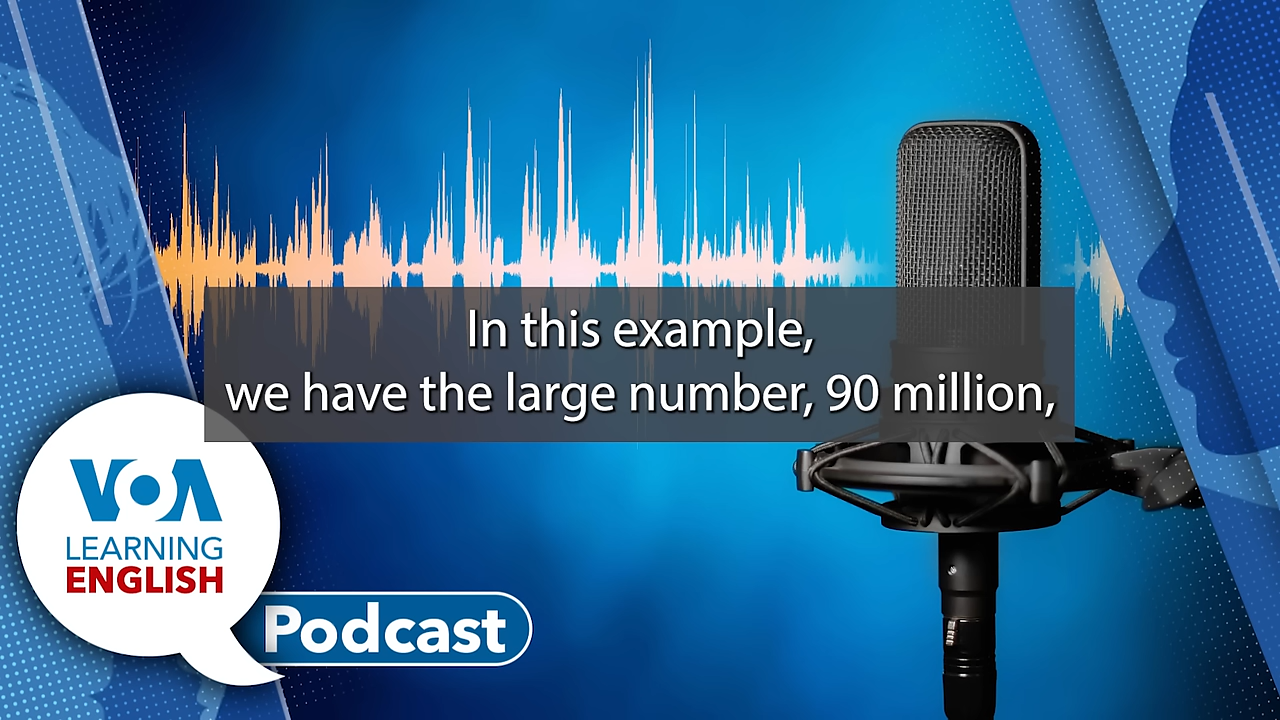 In this example,
we have the large number, 90 million,
VOA
LEARNING
ENGLISH
Podcast